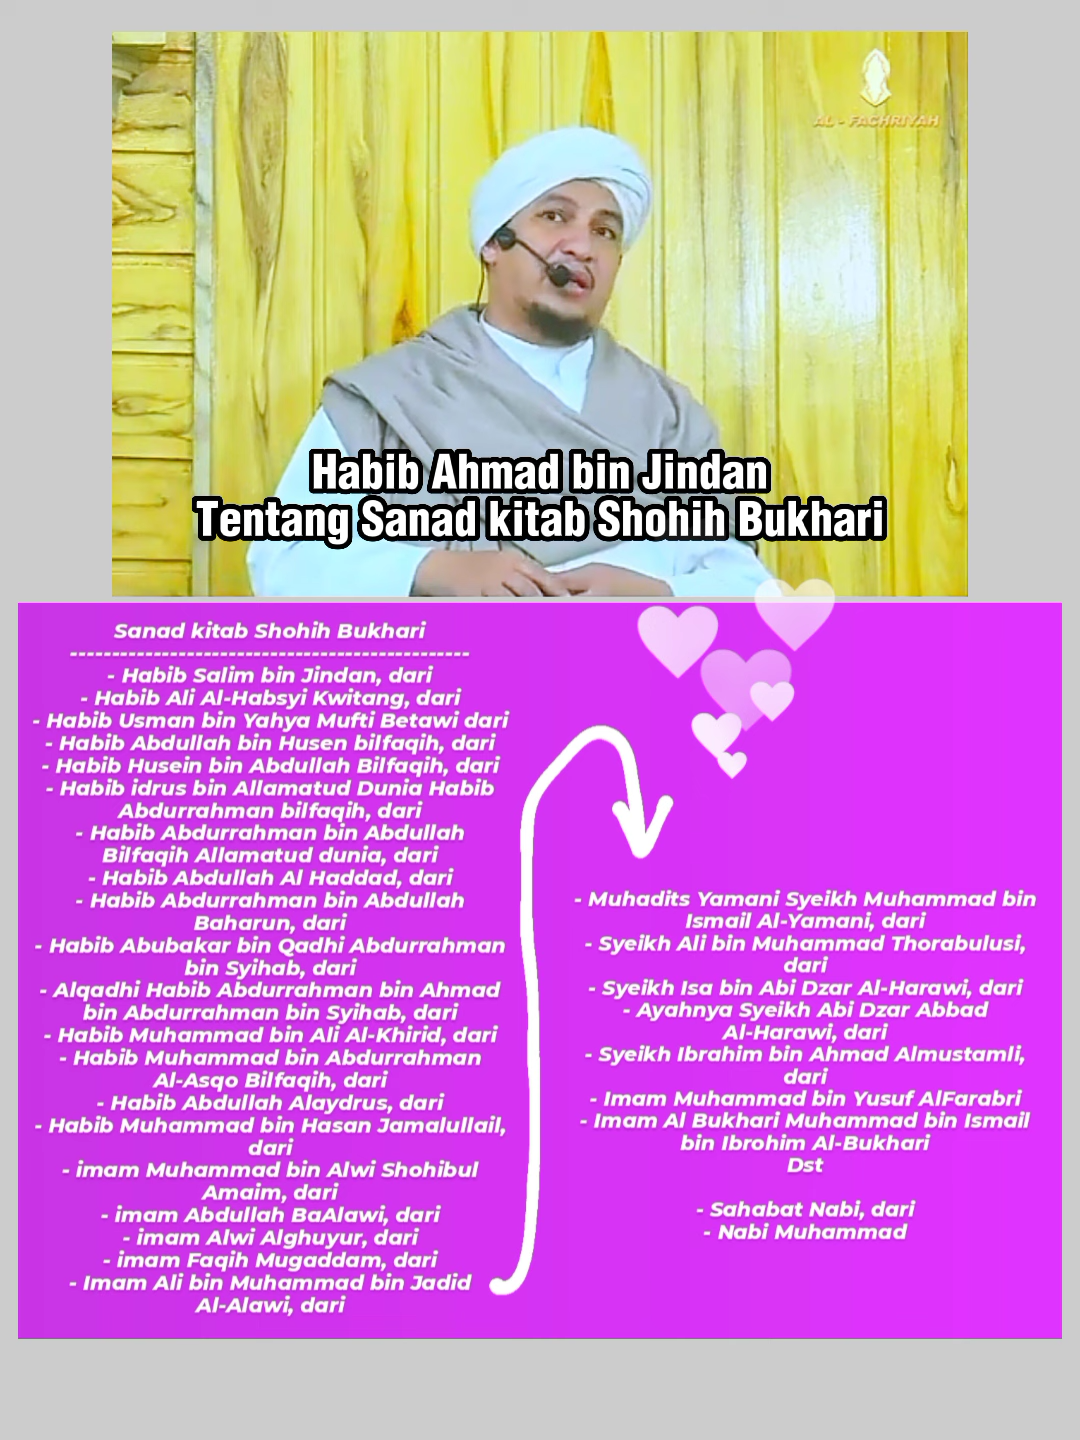 AL - FACHRIYAH
Habib Ahmad bin Jindan
Tentang Sanad kitab Shohih Bukhari
Sanad kitab Shohih Bukhari
------------------------------------------------
- Habib Salim bin Jindan, dari
- Habib Ali Al-Habsyi Kwitang, dari
- Habib Usman bin Yahya Mufti Betawi dari
- Habib Abdullah bin Husen bilfaqih, dari
- Habib Husein bin Abdullah Bilfaqih, dari
- Habib idrus bin Allamatud Dunia Habib
Abdurrahman bilfaqih, dari
- Habib Abdurrahman bin Abdullah
Bilfaqih Allamatud dunia, dari
- Habib Abdullah Al Haddad, dari
- Habib Abdurrahman bin Abdullah
Baharun, dari
- Habib Abubakar bin Qadhi Abdurrahman
bin Syihab, dari
- Alqadhi Habib Abdurrahman bin Ahmad
bin Abdurrahman bin Syihab, dari
- Habib Muhammad bin Ali Al-Khirid, dari
- Habib Muhammad bin Abdurrahman
Al-Asqo Bilfaqih, dari
- Habib Abdullah Alaydrus, dari
- Habib Muhammad bin Hasan Jamalullail,
dari
- imam Muhammad bin Alwi Shohibul
Amaim, dari
- imam Abdullah BaAlawi, dari
- imam Alwi Alghuyur, dari
- imam Faqih Mugaddam, dari
- Imam Ali bin Muhammad bin Jadid
Al-Alawi, dari
- Muhadits Yamani Syeikh Muhammad bin
Ismail Al-Yamani, dari
- Syeikh Ali bin Muhammad Thorabulusi,
dari
- Syeikh Isa bin Abi Dzar Al-Harawi, dari
- Ayahnya Syeikh Abi Dzar Abbad
Al-Harawi, dari
- Syeikh Ibrahim bin Ahmad Almustamli,
dari
- Imam Muhammad bin Yusuf AlFarabri
- Imam Al Bukhari Muhammad bin Ismail
bin Ibrohim Al-Bukhari
Dst
- Sahabat Nabi, dari
- Nabi Muhammad